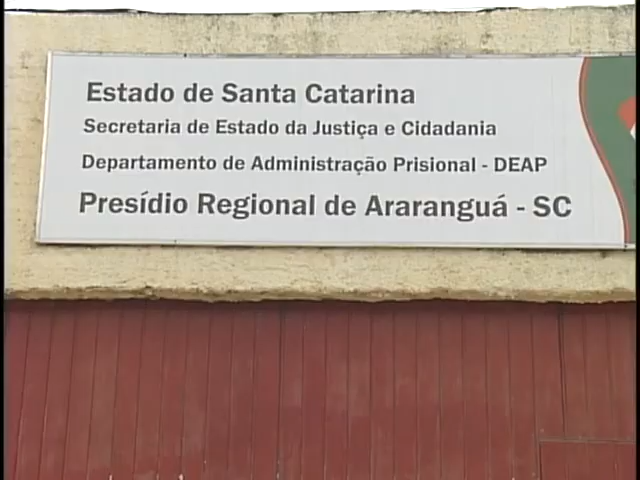 Estado de Santa Catarina
Secretaria de Estado da Justiça e Cidadania
Departamento de Administração Prisional - DEAP
Presídio Regional de Araranguá - SC